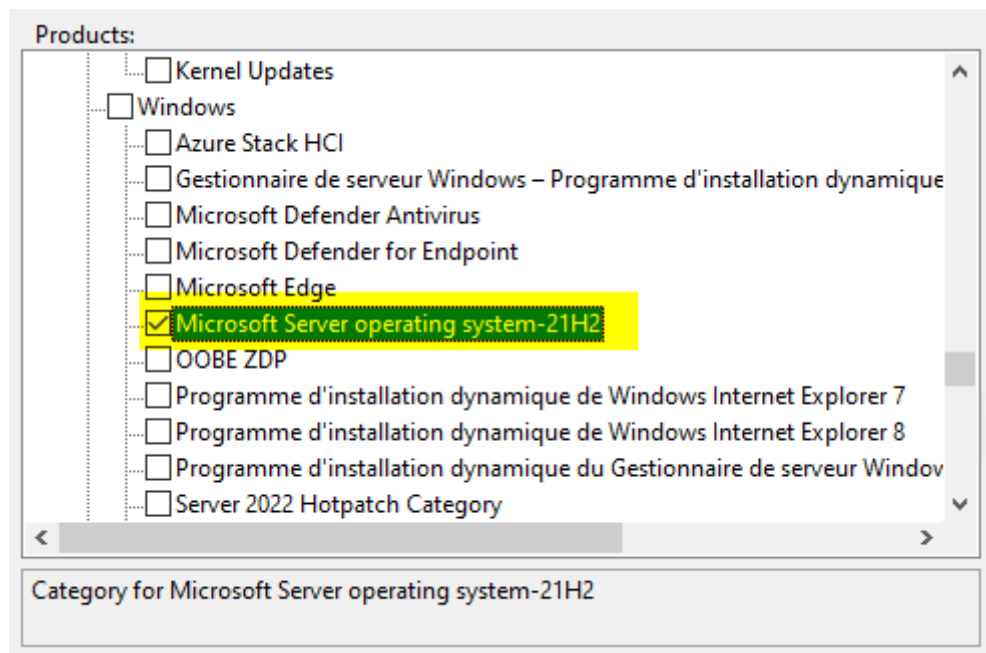 Products:
Kernel Updates
Windows
Azure Stack HCI
Gestionnaire de serveur Windows – Programme d'installation dynamique
Microsoft Defender Antivirus
Microsoft Defender for Endpoint
Microsoft Edge
Microsoft Server operating system-21H2
OOBE ZDP
Programme d'installation dynamique de Windows Internet Explorer 7
Programme d'installation dynamique de Windows Internet Explorer 8
Programme d'installation dynamique du Gestionnaire de serveur Window
Server 2022 Hotpatch Category
Category for Microsoft Server operating system-21H2